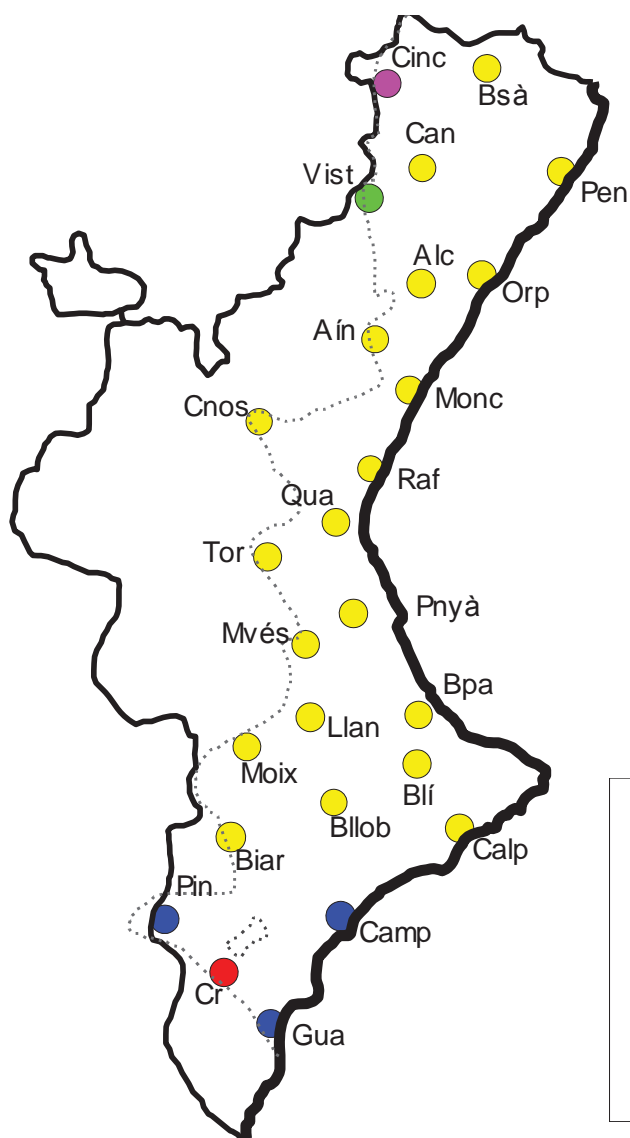 Cinc
Bsà
Can
Vist
Pen
Alc
Orp
Aín
Monc
Cnos
Raf
Qua
Tor
Pnyà
Mvés
Bpa
Llan
Moix
Blí
Bllob
Calp
Biar
Pin
Camp
Cr
Gua